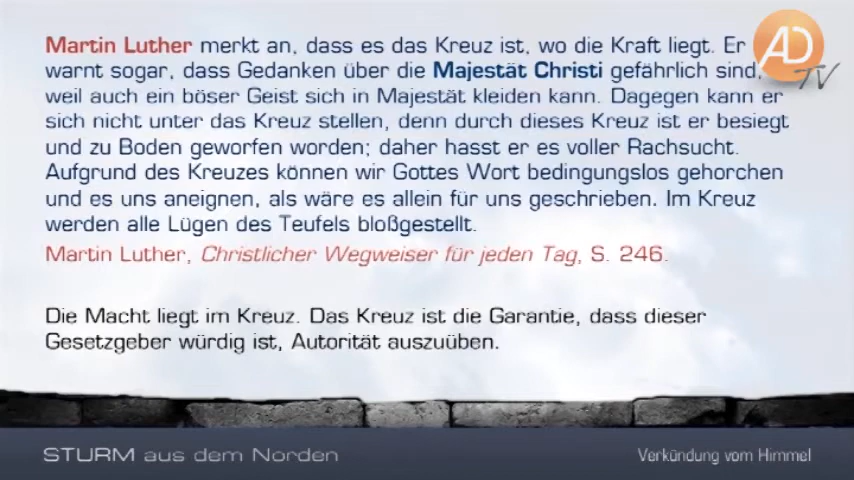 Martin Luther merkt an, dass es das Kreuz ist, wo die Kraft liegt. Er
warnt sogar, dass Gedanken über die Majestät Christi gefährlich sind,
weil auch ein böser Geist sich in Majestät kleiden kann. Dagegen kann er
sich nicht unter das Kreuz stellen, denn durch dieses Kreuz ist er besiegt
und zu Boden geworfen worden; daher hasst er es voller Rachsucht.
Aufgrund des Kreuzes können wir Gottes Wort bedingungslos gehorchen
und es uns aneignen, als wäre es allein für uns geschrieben. Im Kreuz
werden alle Lügen des Teufels bloßgestellt.
Martin Luther, Christlicher Wegweiser für jeden Tag, S. 246.
Die Macht liegt im Kreuz. Das Kreuz ist die Garantie, dass dieser
Gesetzgeber würdig ist, Autorität auszuüben.
STURM aus dem Norden
Verkündung vom Himmel
AD
TV